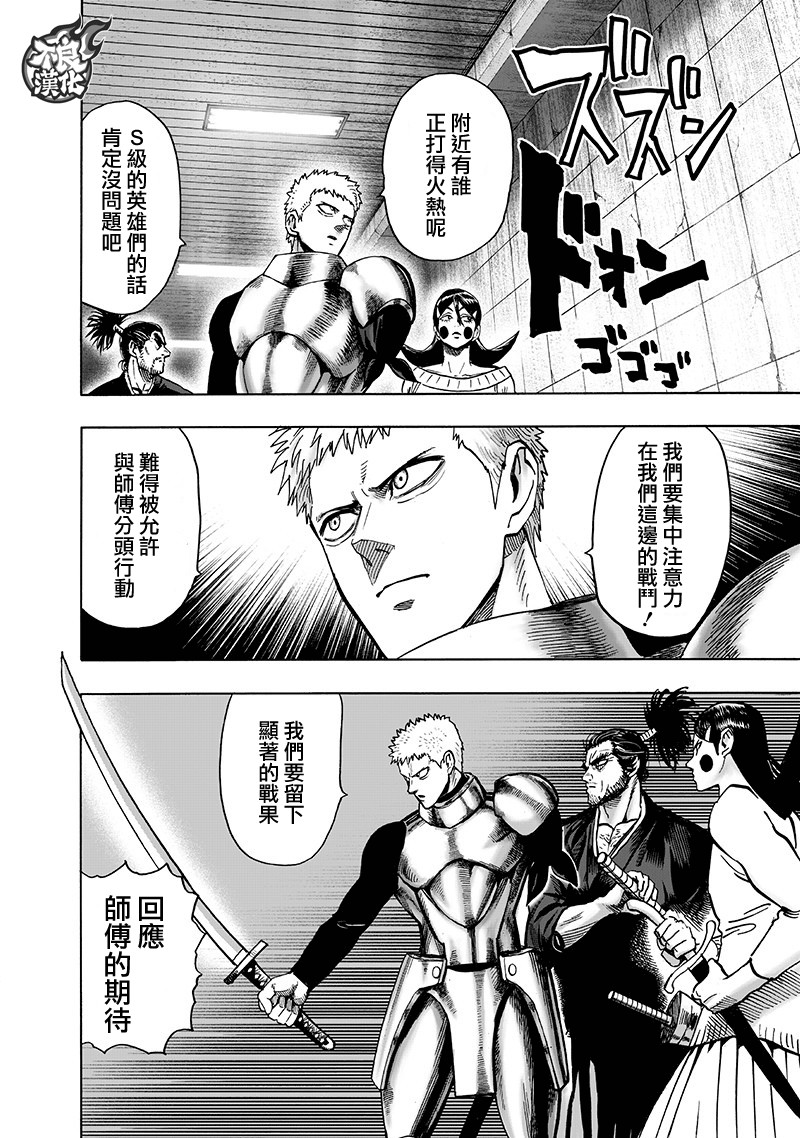 不良
漢化
ズズズン
ドォン
ゴゴゴ
附近有誰
正打得火熱呢
S級的英雄們的話
肯定沒問題吧
我們要集中注意力
在我們這邊的戰鬥！
難得被允許
與師傅分頭行動
我們要留下
顯著的戰果
回應
師傅的期待